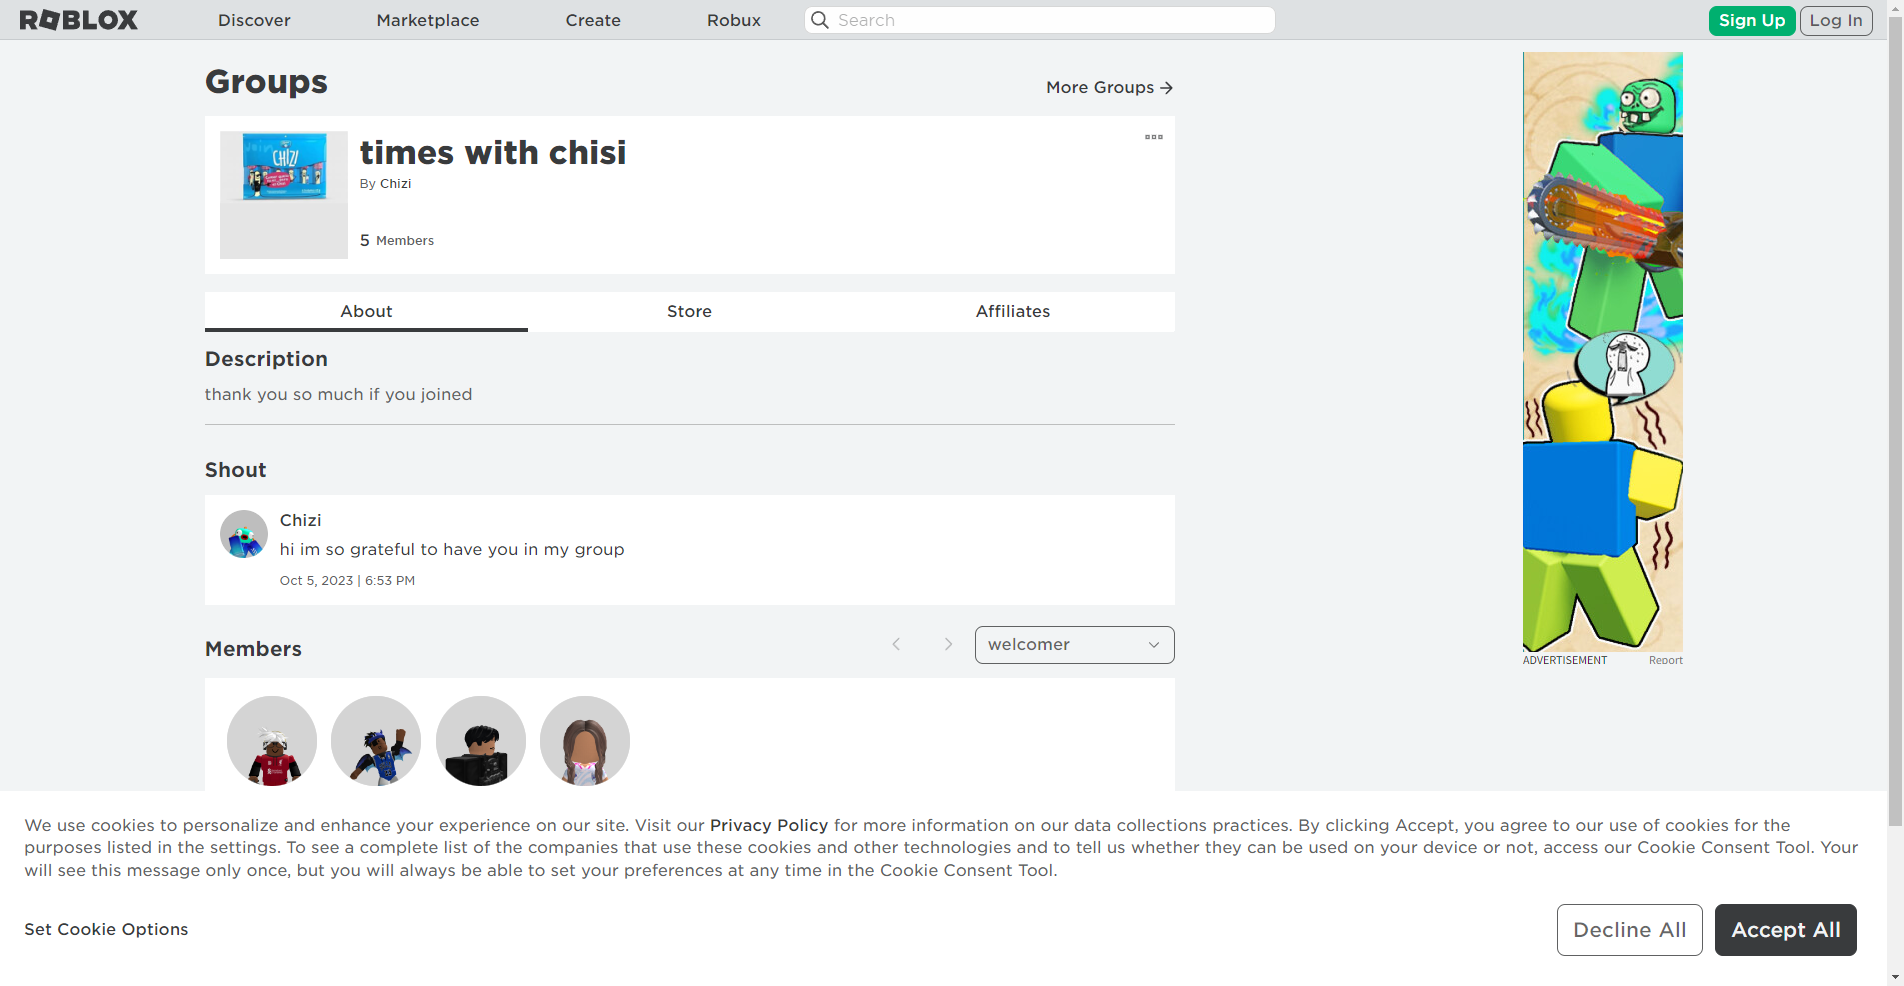 ROBLOX
Discover
Marketplace
Create
Robux
Search
Sign Up
Log In
Groups
More Groups
CHIZI
times with chisi
By Chizi
5 Members
About
Store
Affiliates
Description
thank you so much if you joined
Shout
Chizi
hi im so grateful to have you in my group
Oct 5, 2023 | 6:53 PM
Members
welcomer
ADVERTISEMENT
Report
We use cookies to personalize and enhance your experience on our site. Visit our Privacy Policy for more information on our data collections practices. By clicking Accept, you agree to our use of cookies for the
purposes listed in the settings. To see a complete list of the companies that use these cookies and other technologies and to tell us whether they can be used on your device or not, access our Cookie Consent Tool. Your
will see this message only once, but you will always be able to set your preferences at any time in the Cookie Consent Tool.
Set Cookie Options
Decline All
Accept All